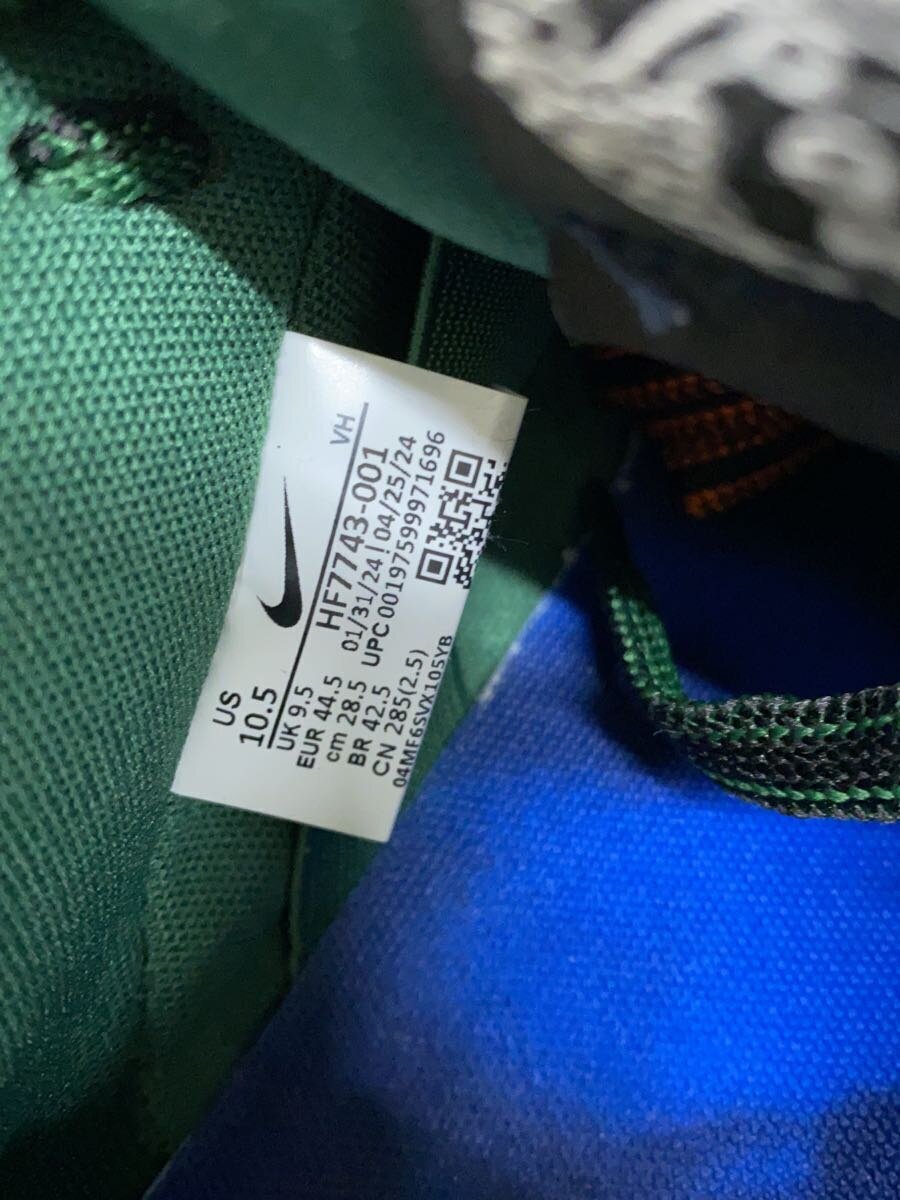 VH
HF7743-001
01/31/24 | 04/25/24
UPC 00197599971696
US
10.5
UK 9.5
EUR 44.5
cm 28.5
BR 42.5
CN 285(2.5)
04MF6SVX105YB